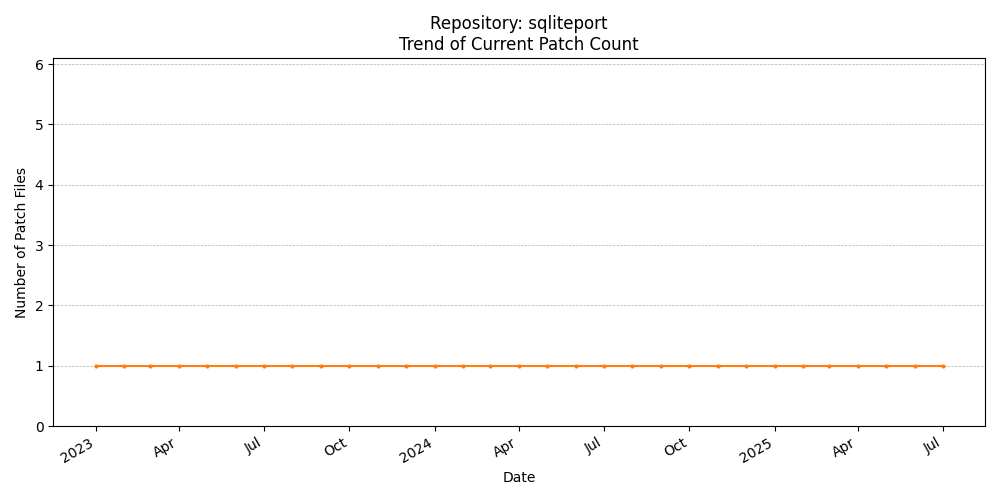 Repository: sqliteport
Trend of Current Patch Count
Number of Patch Files
6
5
4
3
2
1
0
2023 Apr Jul Oct 2024 Apr Jul Oct 2025 Apr Jul
Date